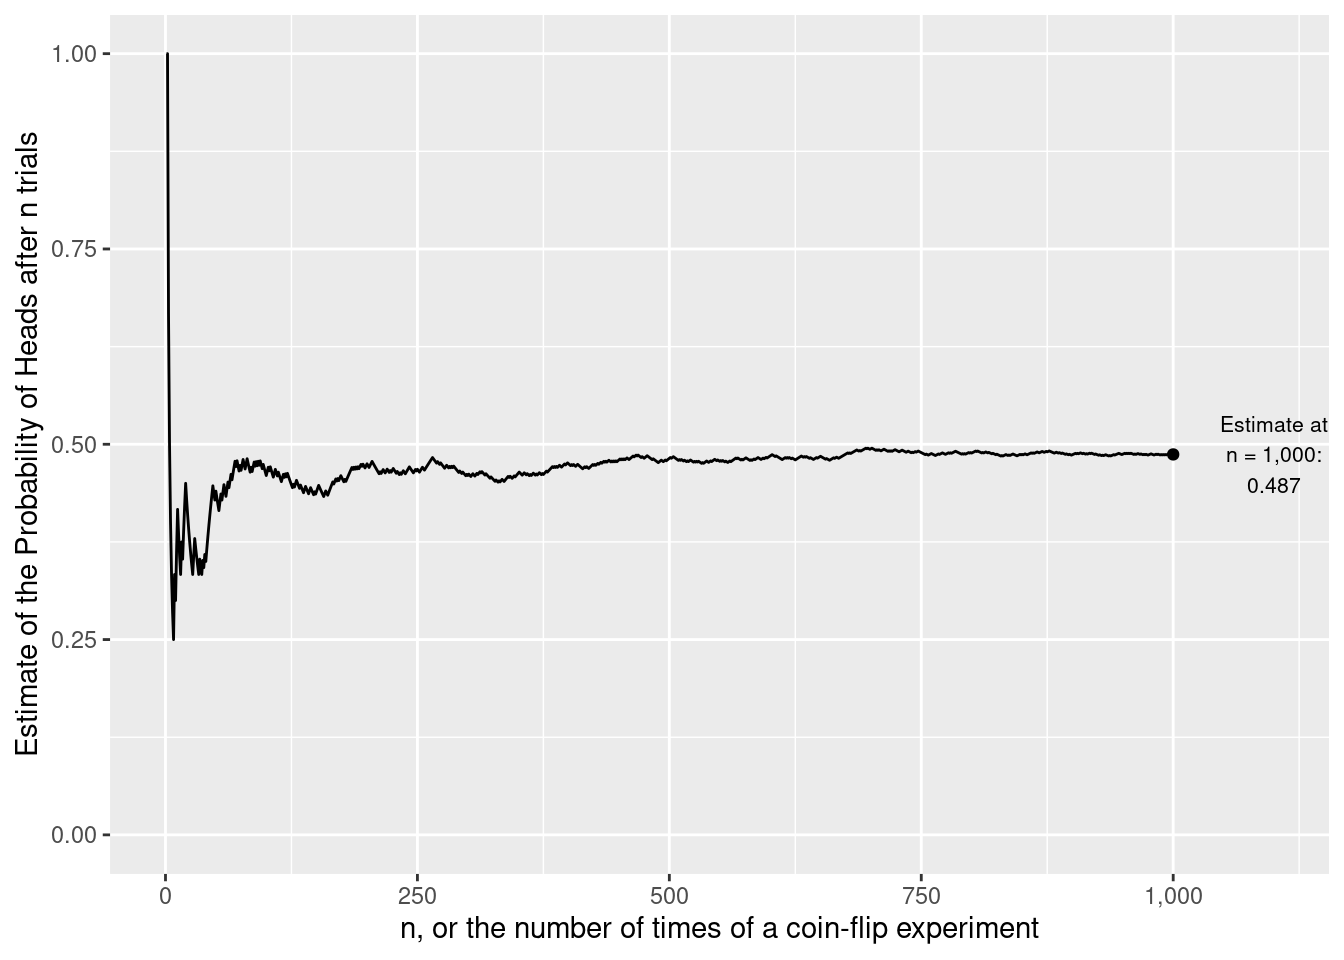 Estimate of the Probability of Heads after n trials
1.00
0.75
0.50
0.25
0.00
Estimate at
n = 1,000:
0.487
0 250 500 750 1,000
n, or the number of times of a coin-flip experiment